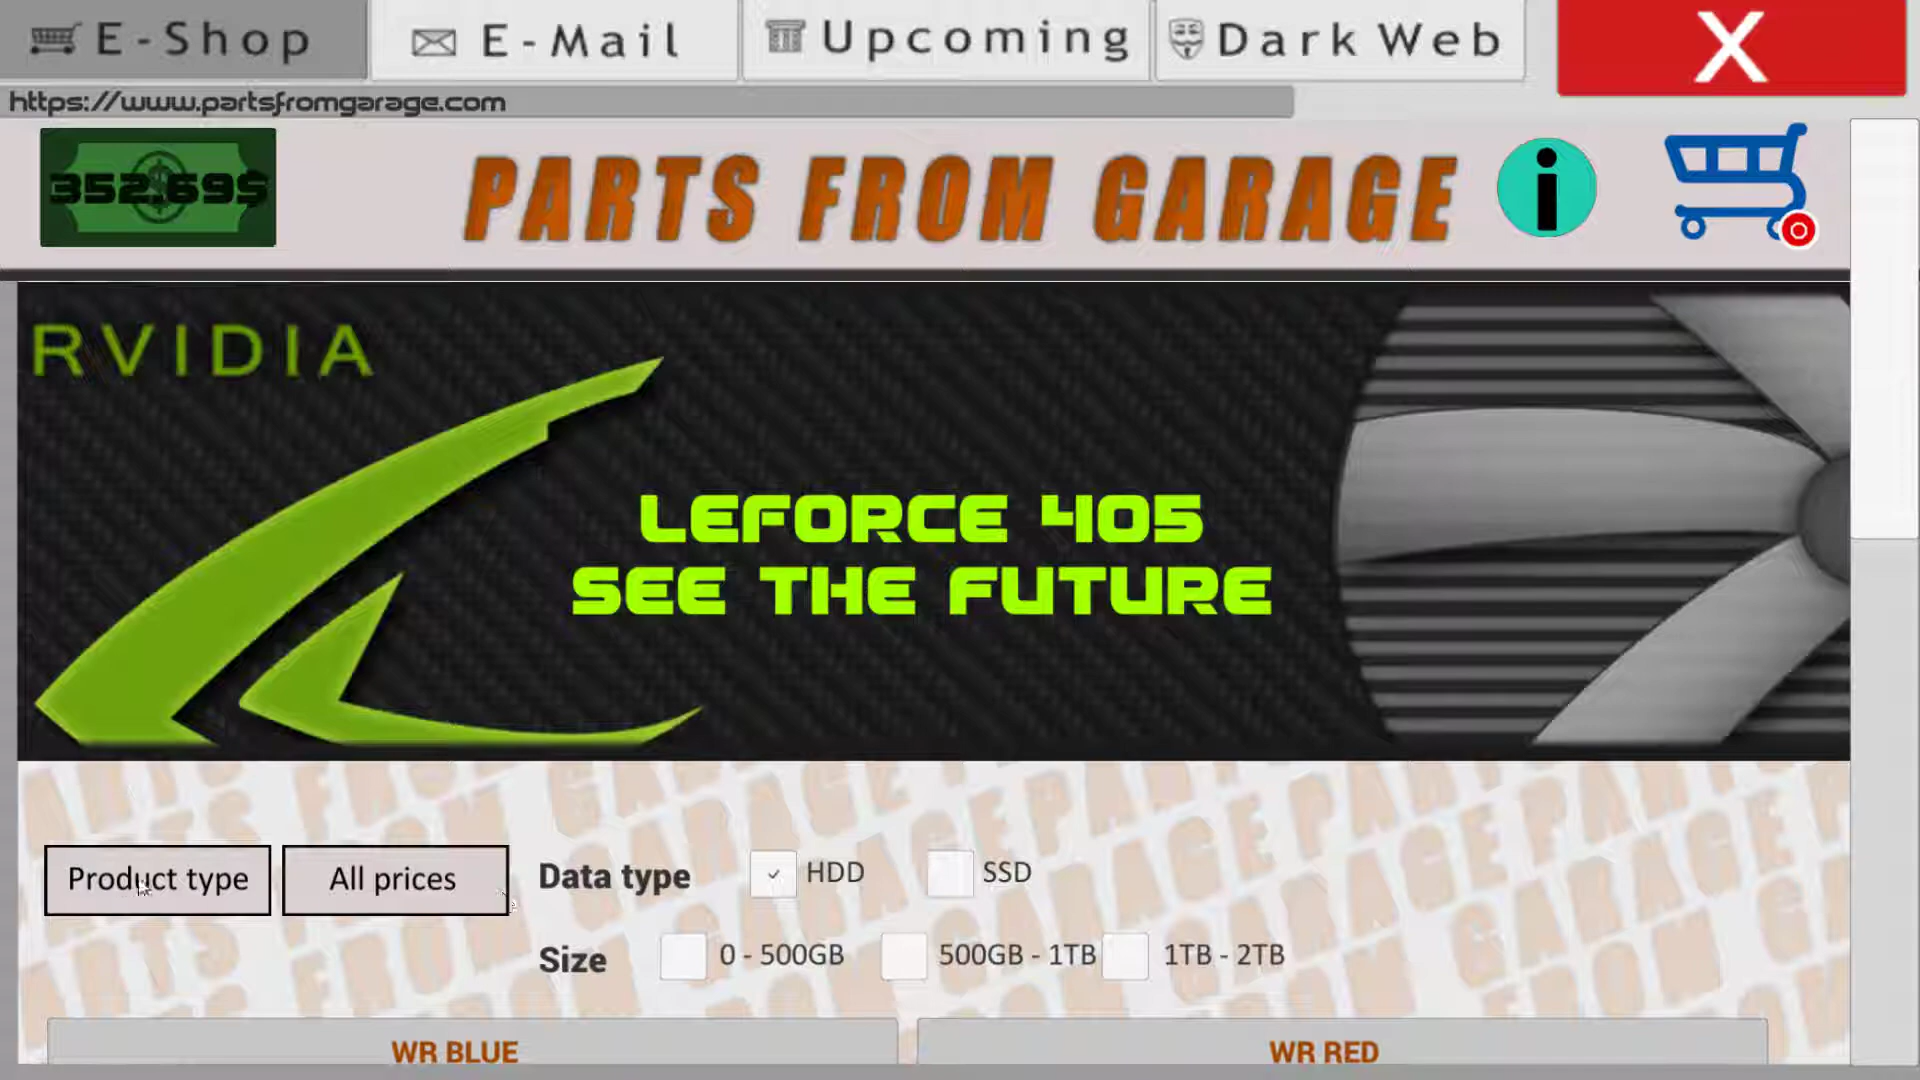 E-Shop
E-Mail
Upcoming
Dark Web
X
https://www.partsfromgarage.com
352.69$
PARTS FROM GARAGE
i
0
RVIDIA
LEFORCE 405
SEE THE FUTURE
Product type
All prices
Data type
HDD
SSD
Size
0 - 500GB
500GB - 1TB
1TB - 2TB
WR BLUE
WR RED